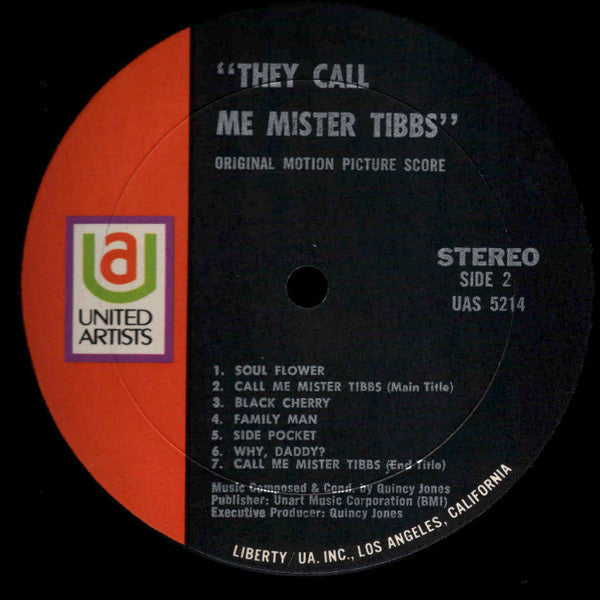 "THEY CALL
ME MISTER TIBBS"
ORIGINAL MOTION PICTURE SCORE
ua
UNITED
ARTISTS
STEREO
SIDE 2
UAS 5214
1. SOUL FLOWER
2. CALL ME MISTER TIBBS (Main Title)
3. BLACK CHERRY
4. FAMILY MAN
5. SIDE POCKET
6. WHY, DADDY?
7. CALL ME MISTER TIBBS (End Title)
Music Composed & Cond. by Quincy Jones
Publisher: Unart Music Corporation (BMI)
Executive Producer: Quincy Jones
LIBERTY/UA. INC., LOS ANGELES, CALIFORNIA